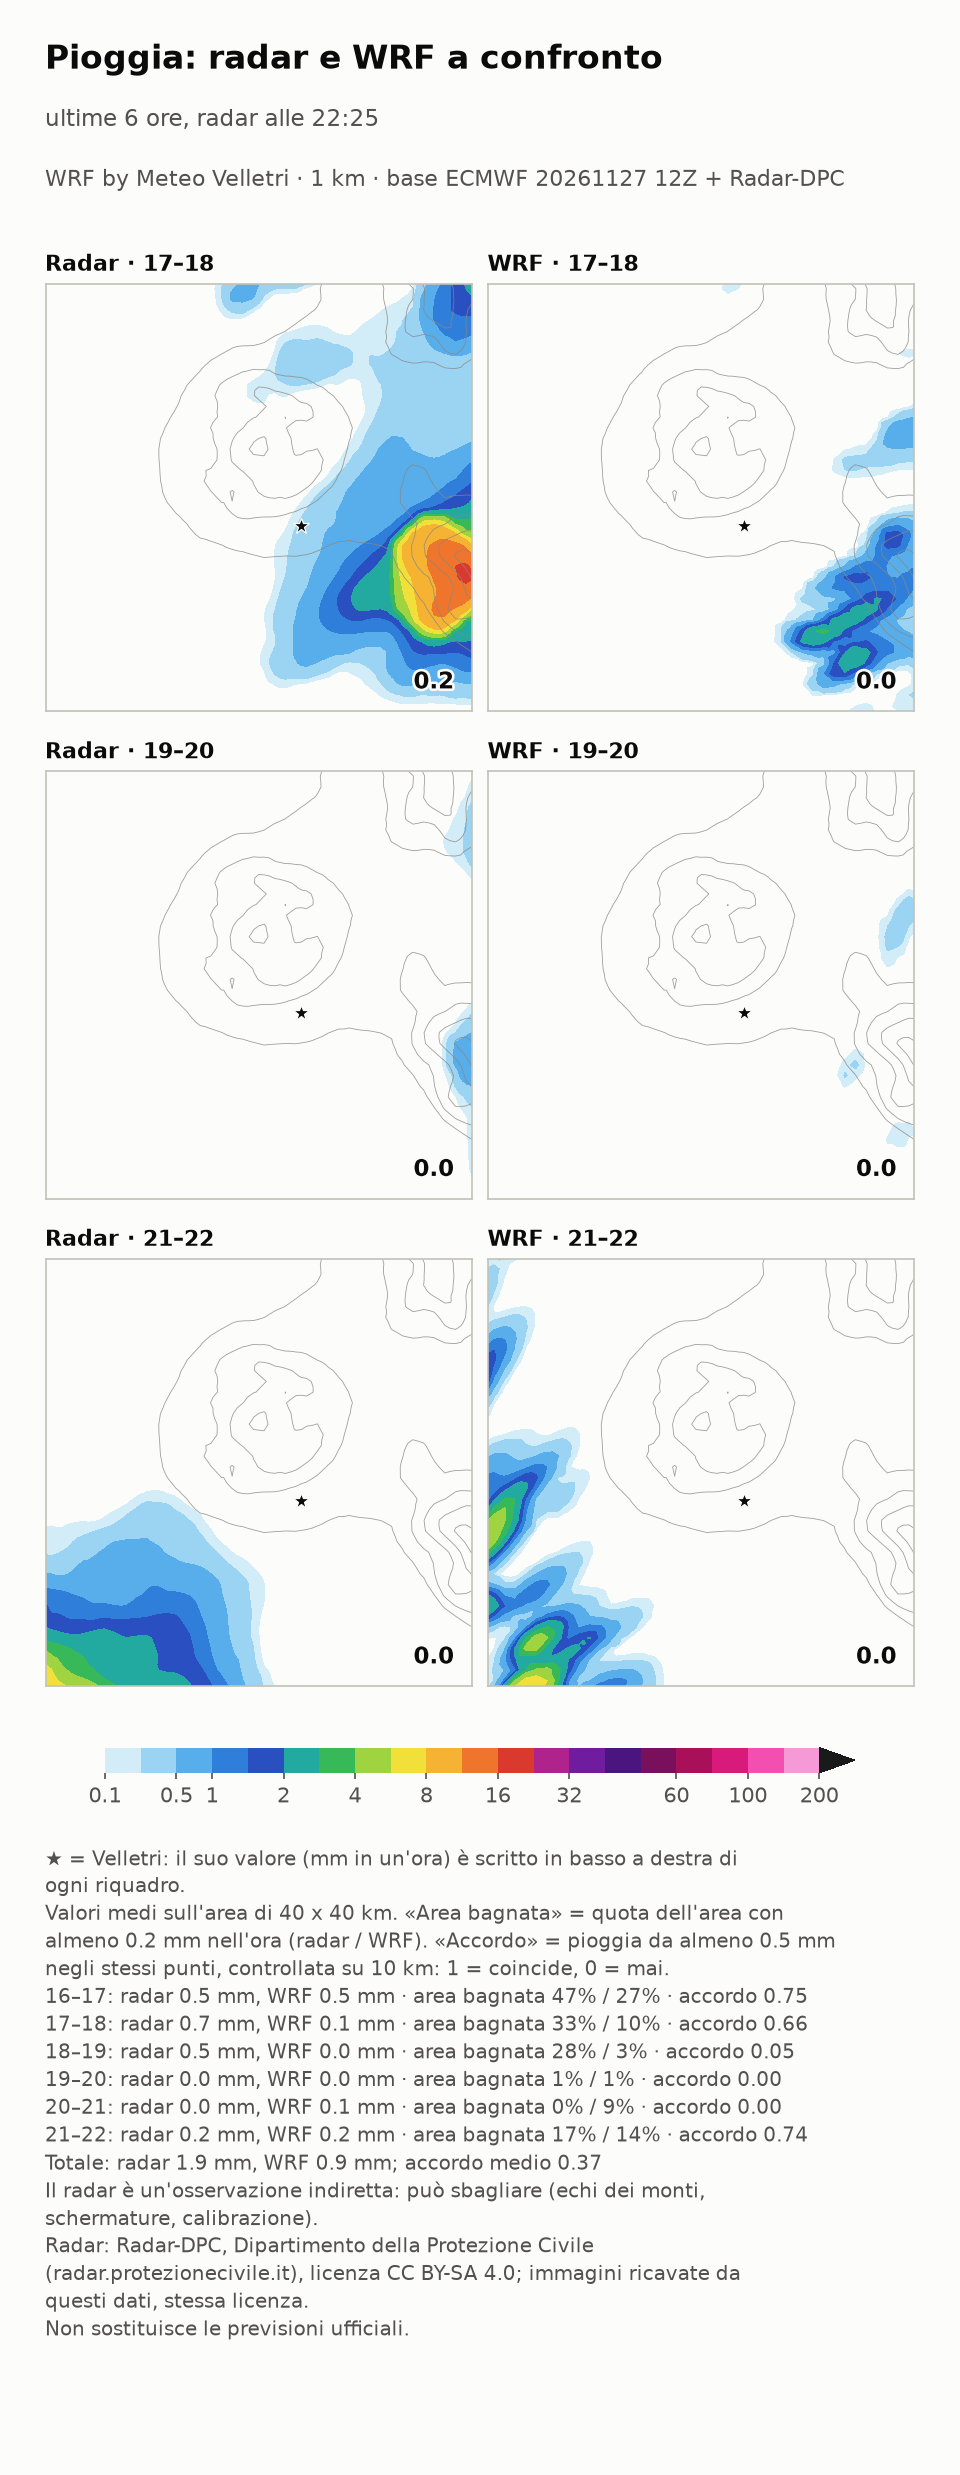 Pioggia: radar e WRF a confronto
ultime 6 ore, radar alle 22:25
WRF by Meteo Velletri · 1 km · base ECMWF 20261127 12Z + Radar-DPC
Radar · 17–18
WRF · 17–18
0.2
0.0
Radar · 19–20
WRF · 19–20
0.0
0.0
Radar · 21–22
WRF · 21–22
0.0
0.0
0.1 0.5 1 2 4 8 16 32 60 100 200
★ = Velletri: il suo valore (mm in un'ora) è scritto in basso a destra di
ogni riquadro.
Valori medi sull'area di 40 x 40 km. «Area bagnata» = quota dell'area con
almeno 0.2 mm nell'ora (radar / WRF). «Accordo» = pioggia da almeno 0.5 mm
negli stessi punti, controllata su 10 km: 1 = coincide, 0 = mai.
16–17: radar 0.5 mm, WRF 0.5 mm · area bagnata 47% / 27% · accordo 0.75
17–18: radar 0.7 mm, WRF 0.1 mm · area bagnata 33% / 10% · accordo 0.66
18–19: radar 0.5 mm, WRF 0.0 mm · area bagnata 28% / 3% · accordo 0.05
19–20: radar 0.0 mm, WRF 0.0 mm · area bagnata 1% / 1% · accordo 0.00
20–21: radar 0.0 mm, WRF 0.1 mm · area bagnata 0% / 9% · accordo 0.00
21–22: radar 0.2 mm, WRF 0.2 mm · area bagnata 17% / 14% · accordo 0.74
Totale: radar 1.9 mm, WRF 0.9 mm; accordo medio 0.37
Il radar è un'osservazione indiretta: può sbagliare (echi dei monti,
schermature, calibrazione).
Radar: Radar-DPC, Dipartimento della Protezione Civile
(radar.protezionecivile.it), licenza CC BY-SA 4.0; immagini ricavate da
questi dati, stessa licenza.
Non sostituisce le previsioni ufficiali.